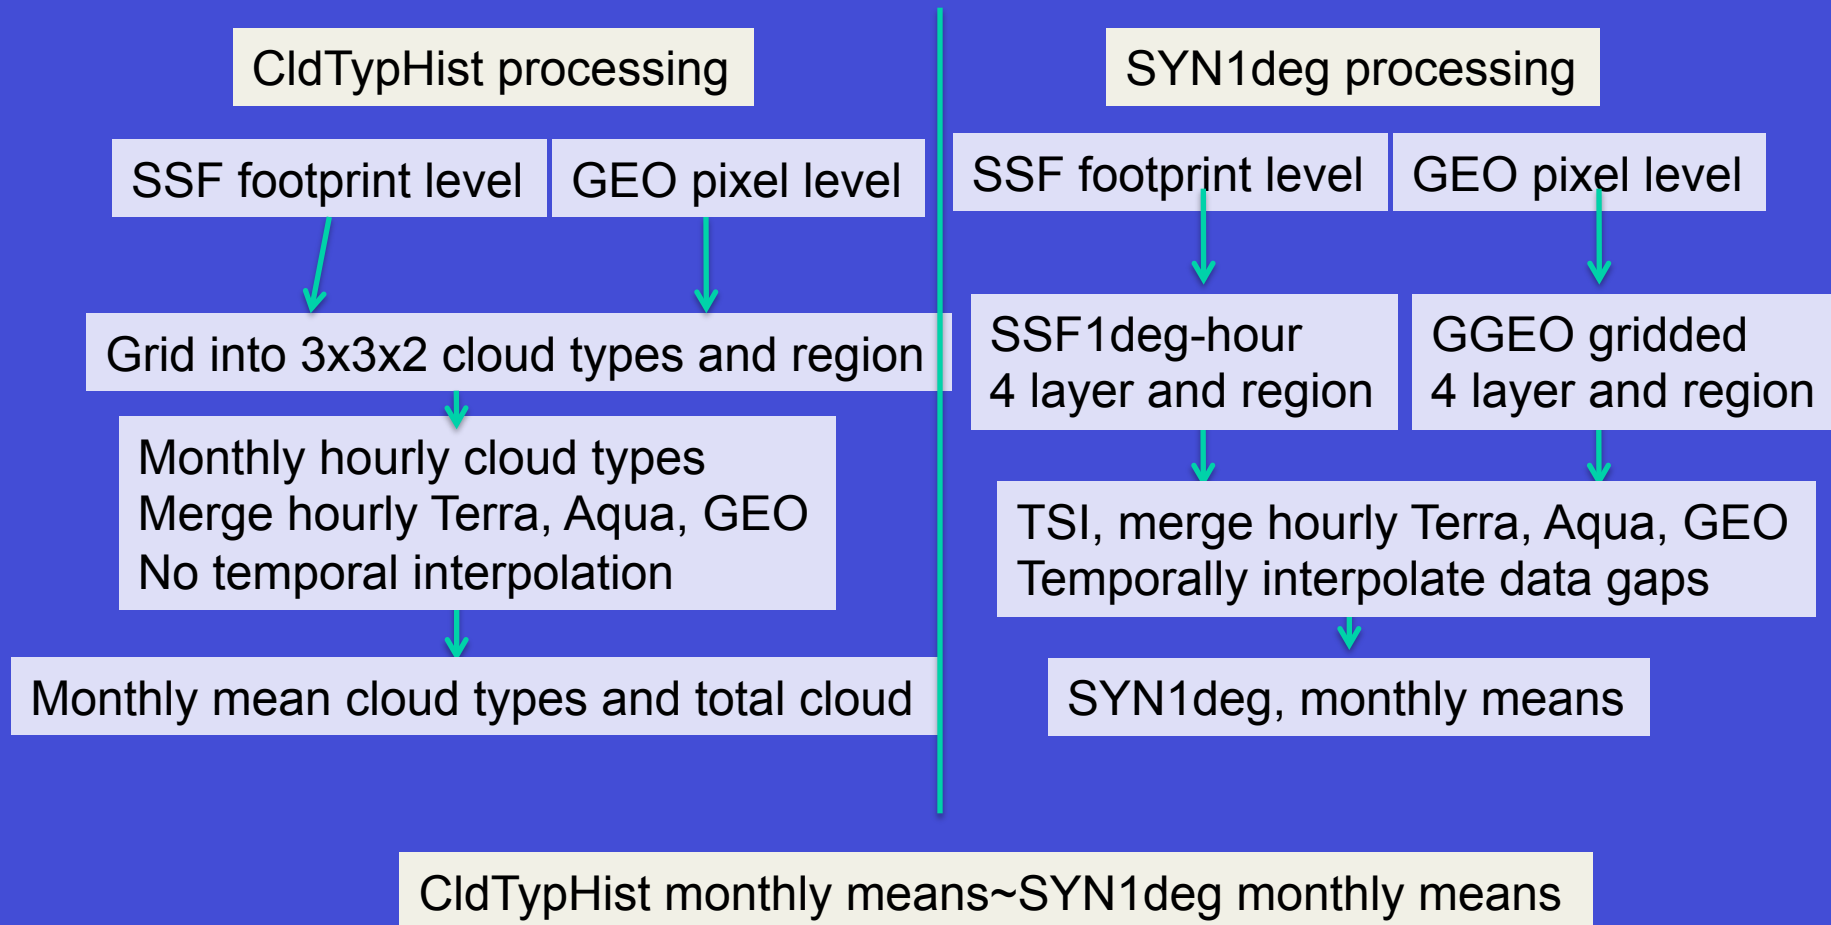 CldTypHist processing
SSF footprint level
GEO pixel level
Grid into 3x3x2 cloud types and region
Monthly hourly cloud types
Merge hourly Terra, Aqua, GEO
No temporal interpolation
Monthly mean cloud types and total cloud
SYN1deg processing
SSF footprint level
GEO pixel level
SSF1deg-hour
4 layer and region
GGEO gridded
4 layer and region
TSI, merge hourly Terra, Aqua, GEO
Temporally interpolate data gaps
SYN1deg, monthly means
CldTypHist monthly means~SYN1deg monthly means